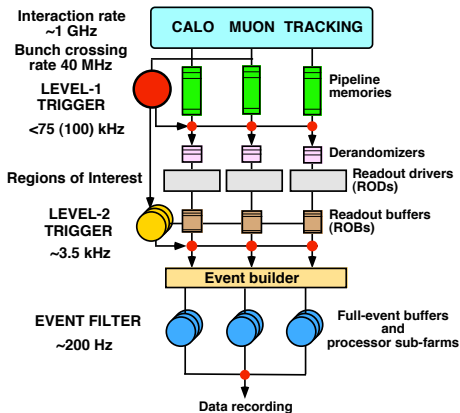 Interaction rate
~1 GHz
CALO MUON TRACKING
Bunch crossing
rate 40 MHz
LEVEL-1
TRIGGER
<75 (100) kHz
Pipeline
memories
Derandomizers
Regions of Interest
Readout drivers
(RODs)
LEVEL-2
TRIGGER
~3.5 kHz
Readout buffers
(ROBs)
Event builder
EVENT FILTER
~200 Hz
Full-event buffers
and
processor sub-farms
Data recording